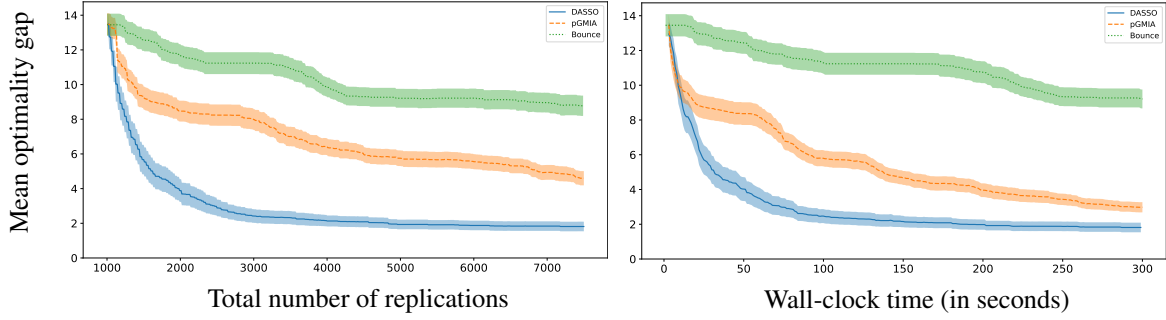 Mean optimality gap
14
12
10
8
6
4
2
0
1000 2000 3000 4000 5000 6000 7000
DASSO
pGMIA
Bounce
Total number of replications
14
12
10
8
6
4
2
0
0 50 100 150 200 250 300
DASSO
pGMIA
Bounce
Wall-clock time (in seconds)